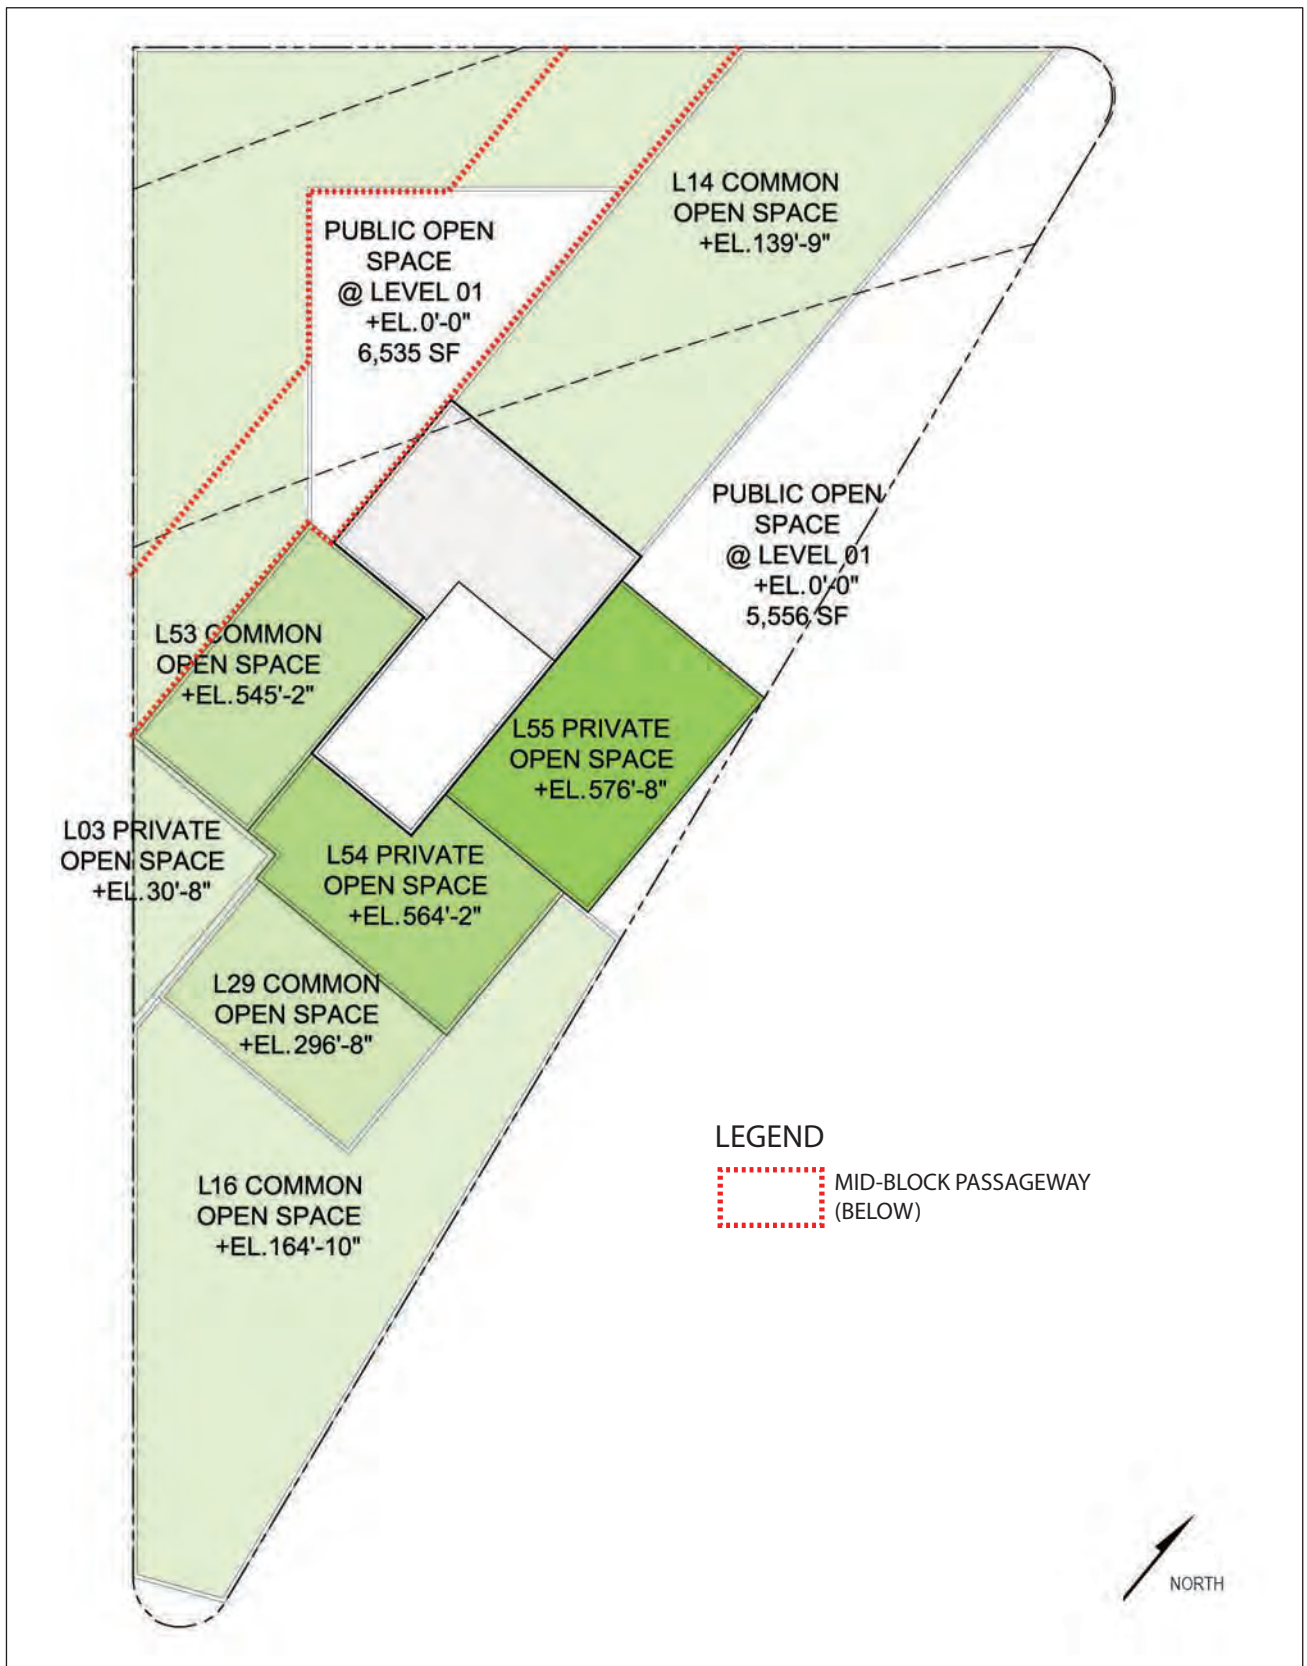 L14 COMMON
OPEN SPACE
+EL.139'-9"
PUBLIC OPEN
SPACE
@ LEVEL 01
+EL.0'-0"
6,535 SF
PUBLIC OPEN
SPACE
@ LEVEL 01
+EL.0'-0"
5,556 SF
L53 COMMON
OPEN SPACE
+EL.545'-2"
L55 PRIVATE
OPEN SPACE
+EL.576'-8"
L03 PRIVATE
OPEN SPACE
+EL.30'-8"
L54 PRIVATE
OPEN SPACE
+EL.564'-2"
L29 COMMON
OPEN SPACE
+EL.296'-8"
L16 COMMON
OPEN SPACE
+EL.164'-10"
LEGEND
MID-BLOCK PASSAGEWAY
(BELOW)
NORTH